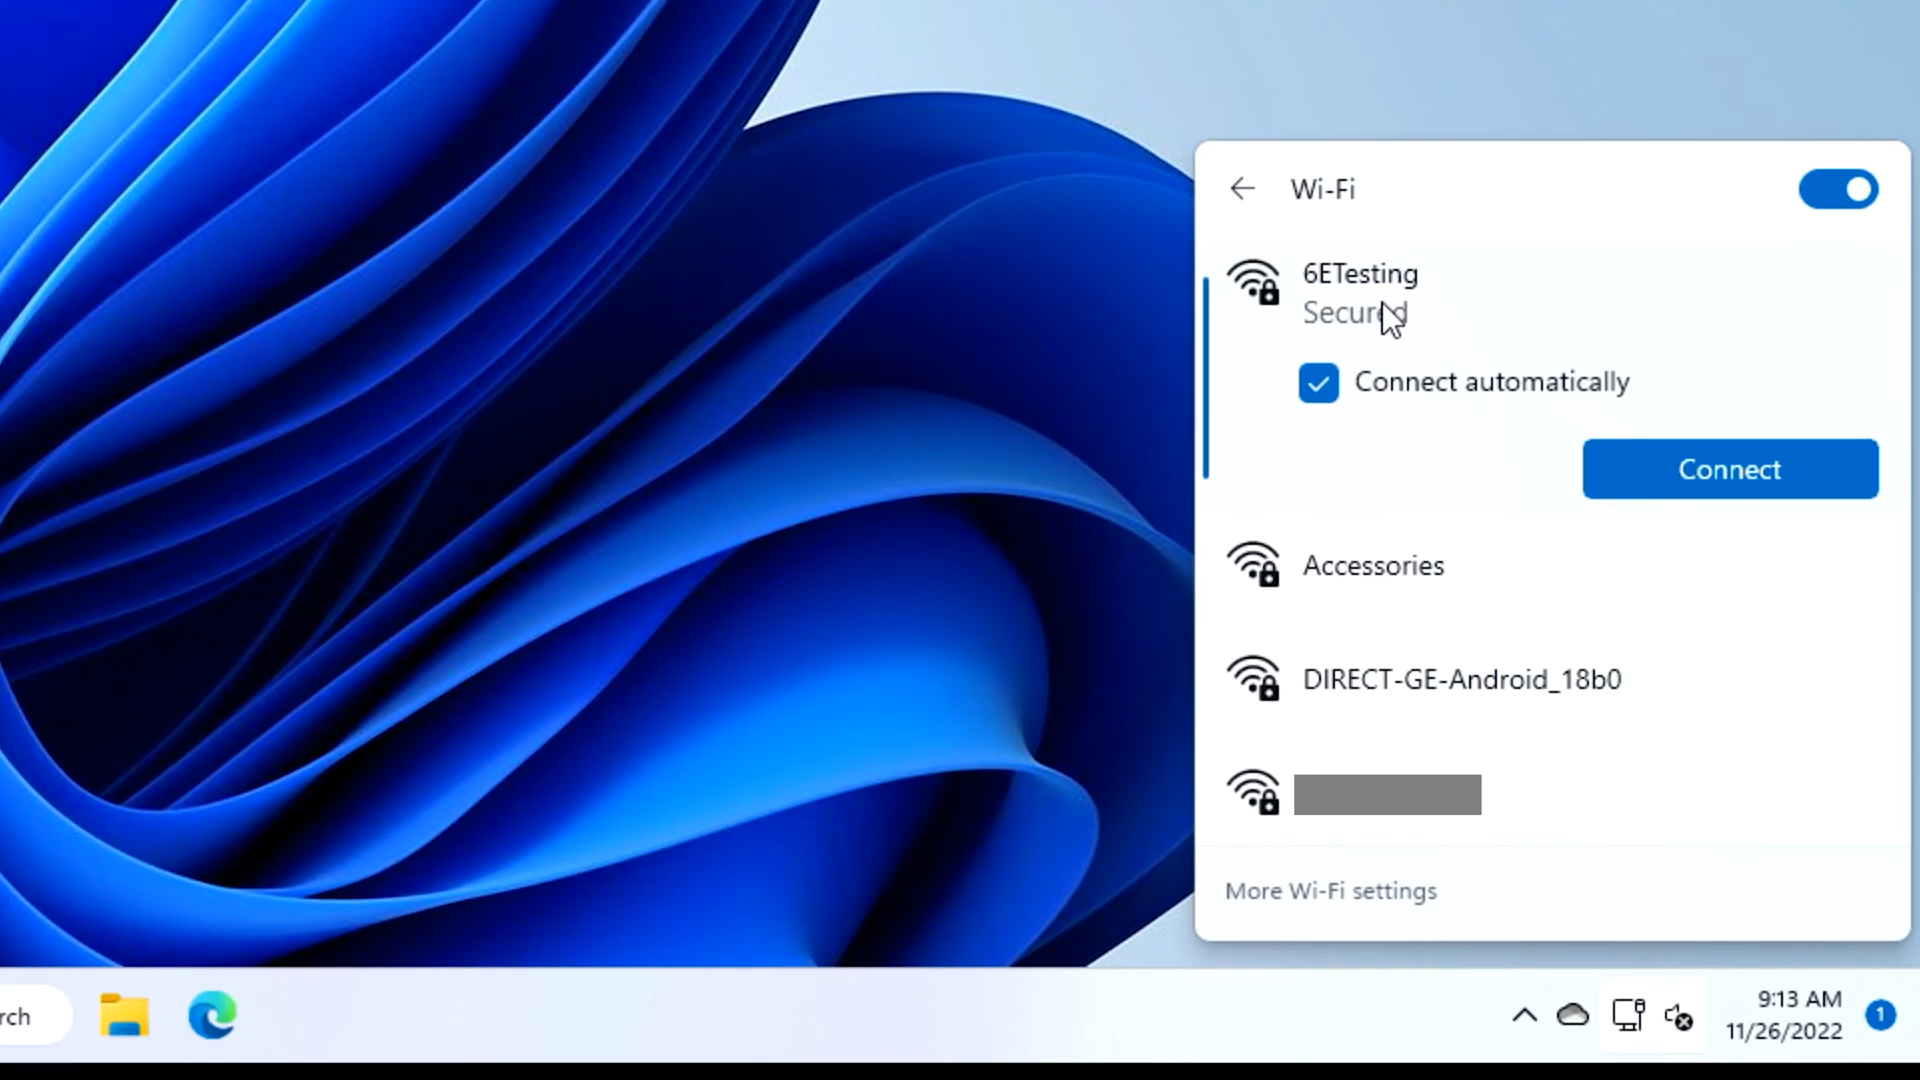 Wi-Fi
6ETesting
Secured
Connect automatically
Connect
Accessories
DIRECT-GE-Android_18b0
More Wi-Fi settings
rch
9:13 AM
11/26/2022
1